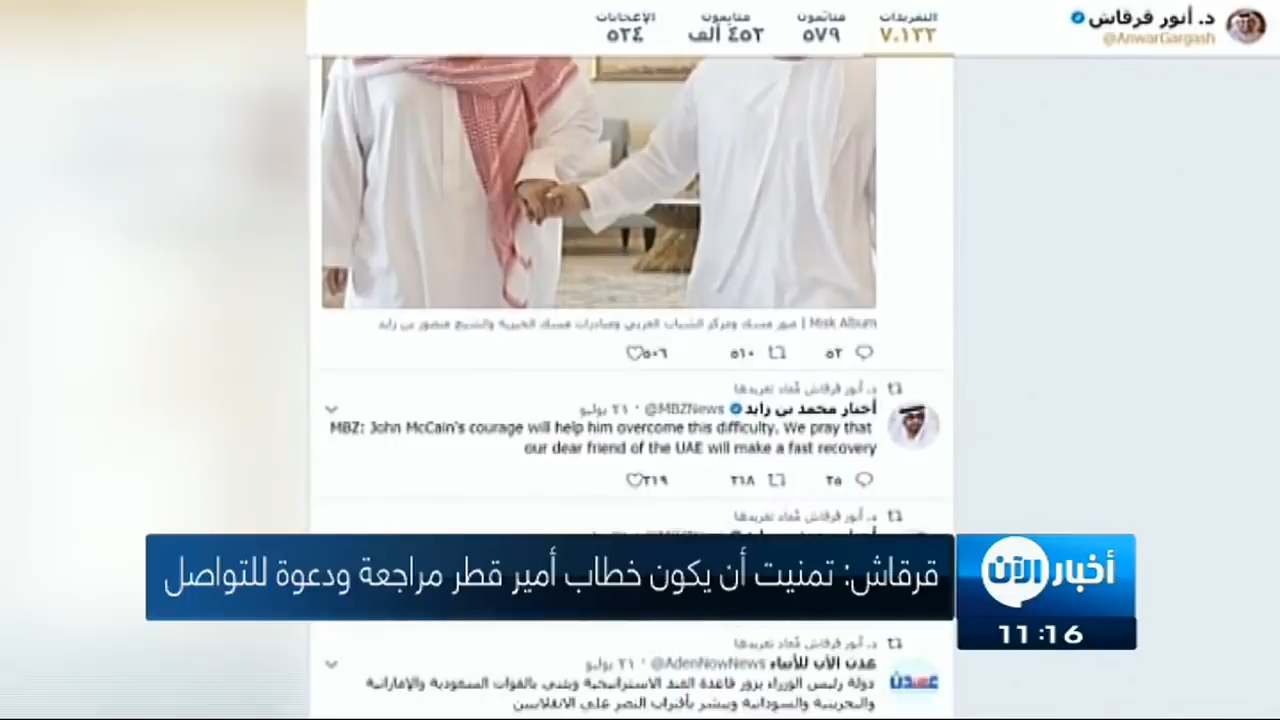 د. أنور قرقاش
@AnwarGargash
التغريدات متابَعون متابِعون الإعجابات
٧.١٣٣ ٥٧٩ ٤٥٣ ألف ٥٢٤
Misk Album | صور مسك ومركز الشباب العربي ومبادرات مسك الخيرية والشيخ منصور بن زايد
٥٢ ٥١٠ ٥٠٦
د. أنور قرقاش مُعاد تغريدها
أخبار محمد بن زايد @MBZNews · ٢١ يوليو
MBZ: John McCain's courage will help him overcome this difficulty. We pray that
our dear friend of the UAE will make a fast recovery
٢٥ ٢١٨ ٢١٩
د. أنور قرقاش مُعاد تغريدها
قرقاش: تمنيت أن يكون خطاب أمير قطر مراجعة ودعوة للتواصل
أخبار الآن
11:16
د. أنور قرقاش مُعاد تغريدها
عدن الآن للأنباء @AdenNowNews · ٢١ يوليو
دولة رئيس الوزراء يزور قاعدة العند الاستراتيجية ويثني بالقوات السعودية والإماراتية
والبحرينية والسودانية ويبشر بأقتراب النصر على الانقلابيين
عدن